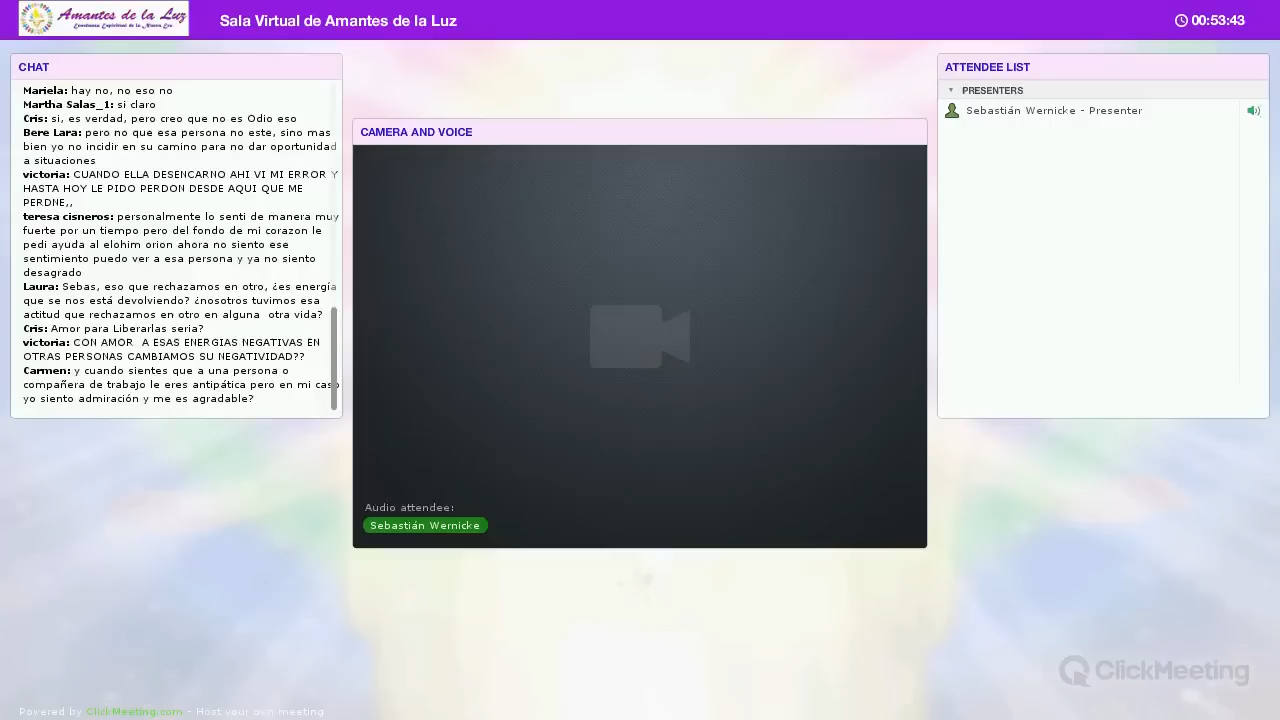 Amantes de la Luz
Enseñanza Espiritual de la Nueva Era
Sala Virtual de Amantes de la Luz
00:53:43
CHAT
Mariela: hay no, no eso no
Martha Salas_1: si claro
Cris: si, es verdad, pero creo que no es Odio eso
Bere Lara: pero no que esa persona no este, sino mas
bien yo no incidir en su camino para no dar oportunidad
a situaciones
victoria: CUANDO ELLA DESENCARNO AHI VI MI ERROR Y
HASTA HOY LE PIDO PERDON DESDE AQUI QUE ME
PERDNE,,
teresa cisneros: personalmente lo senti de manera muy
fuerte por un tiempo pero del fondo de mi corazon le
pedi ayuda al elohim orion ahora no siento ese
sentimiento puedo ver a esa persona y ya no siento
desagrado
Laura: Sebas, eso que rechazamos en otro, ¿es energía
que se nos está devolviendo? ¿nosotros tuvimos esa
actitud que rechazamos en otro en alguna  otra vida?
Cris: Amor para Liberarlas seria?
victoria: CON AMOR  A ESAS ENERGIAS NEGATIVAS EN
OTRAS PERSONAS CAMBIAMOS SU NEGATIVIDAD??
Carmen: y cuando sientes que a una persona o
compañera de trabajo le eres antipática pero en mi caso
yo siento admiración y me es agradable?
CAMERA AND VOICE
Audio attendee:
Sebastián Wernicke
ATTENDEE LIST
PRESENTERS
Sebastián Wernicke - Presenter
ClickMeeting
Powered by ClickMeeting.com - Host your own meeting